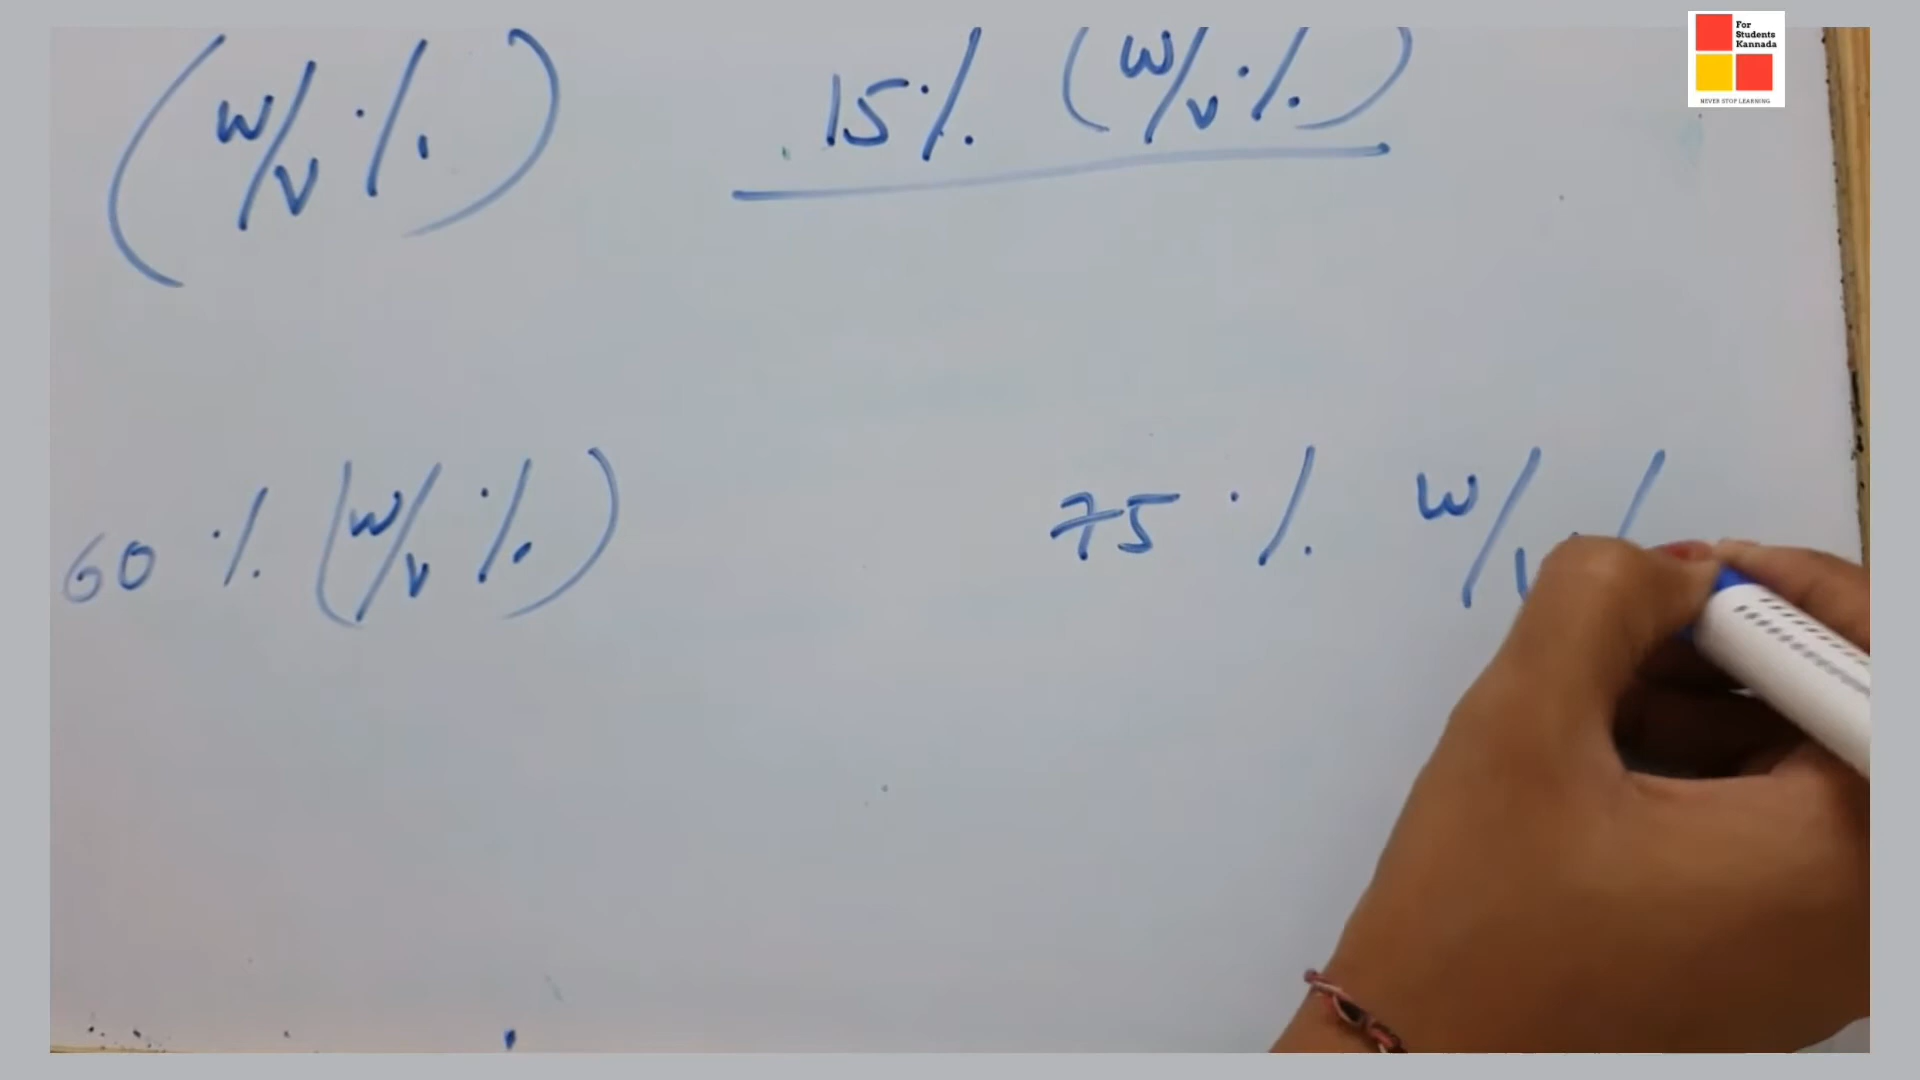 (W/V %) 15% (W/V %)
60 % (W/V %) 75 % W/V
For
Students
Kannada
NEVER STOP LEARNING